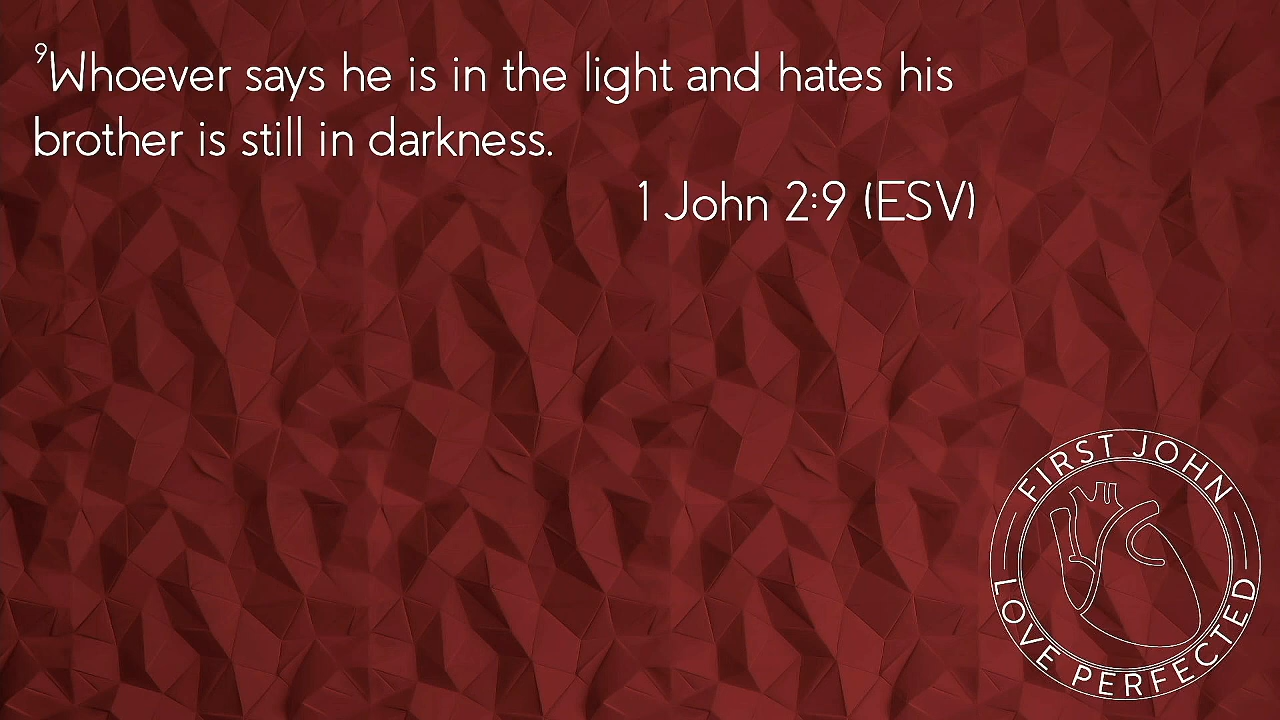 ⁹Whoever says he is in the light and hates his
brother is still in darkness.
1 John 2:9 (ESV)
FIRST JOHN
LOVE PERFECTED